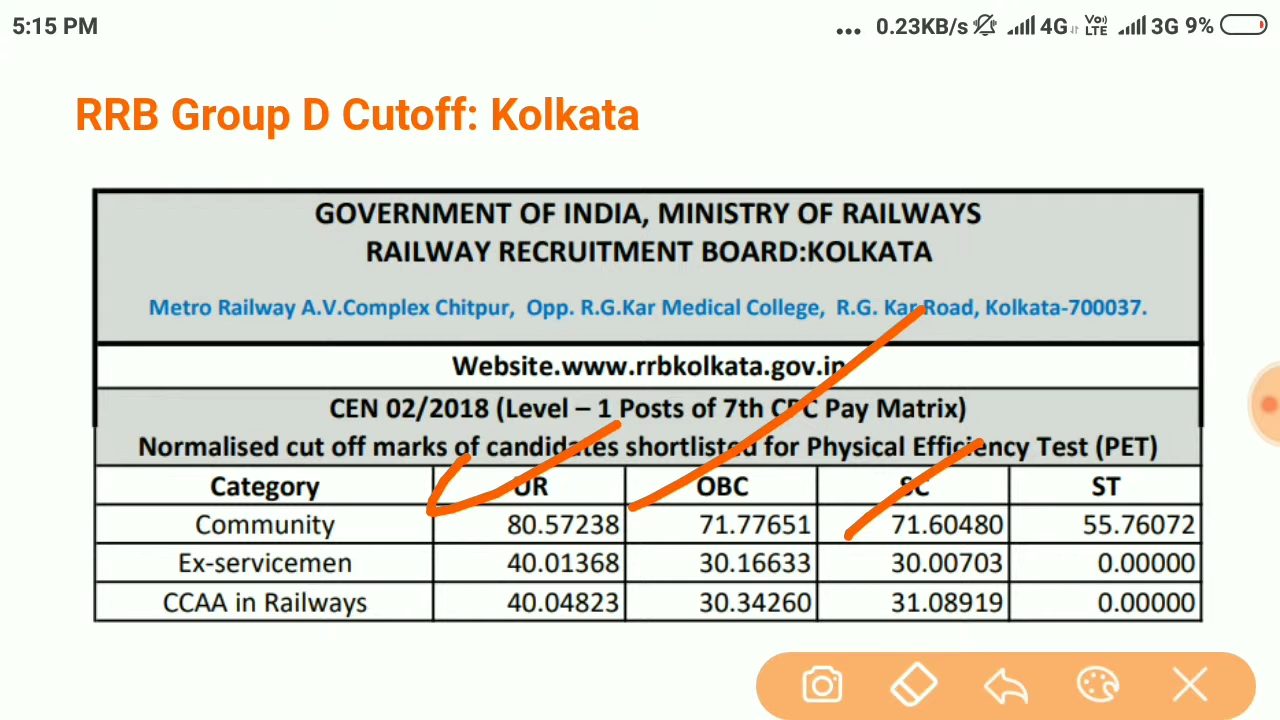 5:15 PM ... 0.23KB/s 4G Vo) LTE 3G 9%
RRB Group D Cutoff: Kolkata
GOVERNMENT OF INDIA, MINISTRY OF RAILWAYS
RAILWAY RECRUITMENT BOARD:KOLKATA
Metro Railway A.V.Complex Chitpur, Opp. R.G.Kar Medical College, R.G. Kar Road, Kolkata-700037.
Website.www.rrbkolkata.gov.in
CEN 02/2018 (Level – 1 Posts of 7th CPC Pay Matrix)
Normalised cut off marks of candidates shortlisted for Physical Efficiency Test (PET)
Category UR OBC SC ST
Community 80.57238 71.77651 71.60480 55.76072
Ex-servicemen 40.01368 30.16633 30.00703 0.00000
CCAA in Railways 40.04823 30.34260 31.08919 0.00000